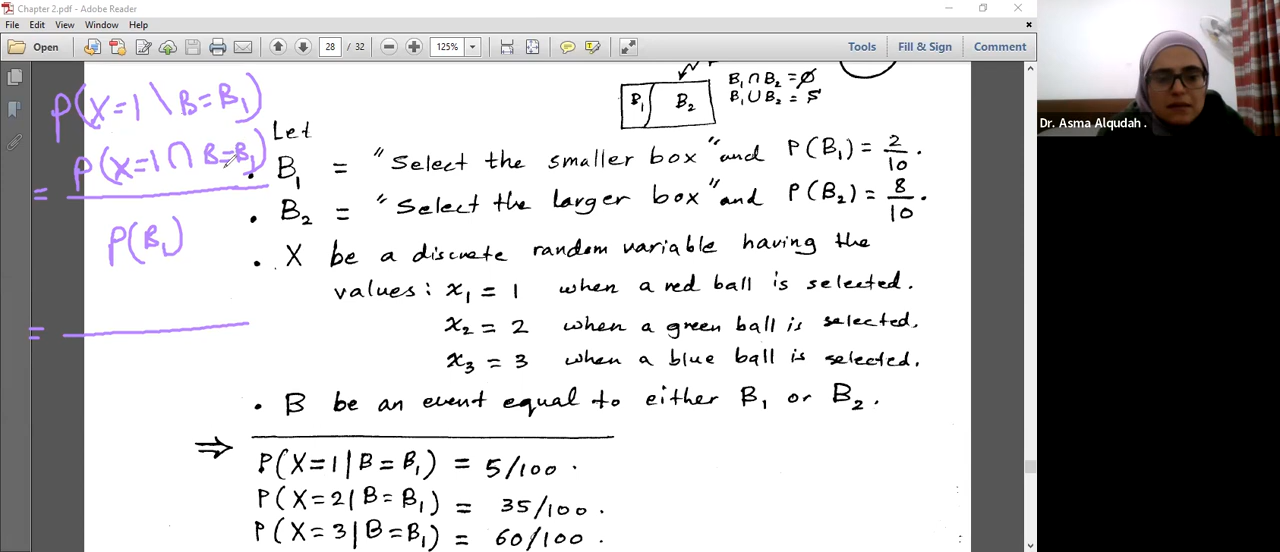 Chapter 2.pdf - Adobe Reader
File Edit View Window Help
Open 28 / 32 125% Tools Fill & Sign Comment
P(X=1 \ B=B₁)
= P(X=1 ∩ B=B₁)
P(B₁)
=
B₁ B₂
B₁ ∩ B₂ = ∅
B₁ ∪ B₂ = S
Let
• B₁ = "Select the smaller box" and P(B₁) = 2/10.
• B₂ = "Select the larger box" and P(B₂) = 8/10.
• X be a discrete random variable having the
values: x₁ = 1 when a red ball is selected.
x₂ = 2 when a green ball is selected.
x₃ = 3 when a blue ball is selected.
• B be an event equal to either B₁ or B₂.
⇒ P(X=1 | B=B₁) = 5/100.
P(X=2 | B=B₁) = 35/100.
P(X=3 | B=B₁) = 60/100.
Dr. Asma Alqudah .